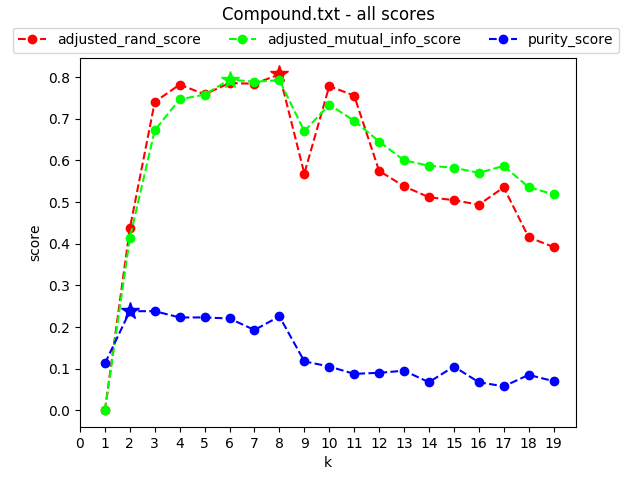 Compound.txt - all scores
adjusted_rand_score adjusted_mutual_info_score purity_score
0.8
0.7
0.6
0.5
0.4
0.3
0.2
0.1
0.0
score
0 1 2 3 4 5 6 7 8 9 10 11 12 13 14 15 16 17 18 19
k